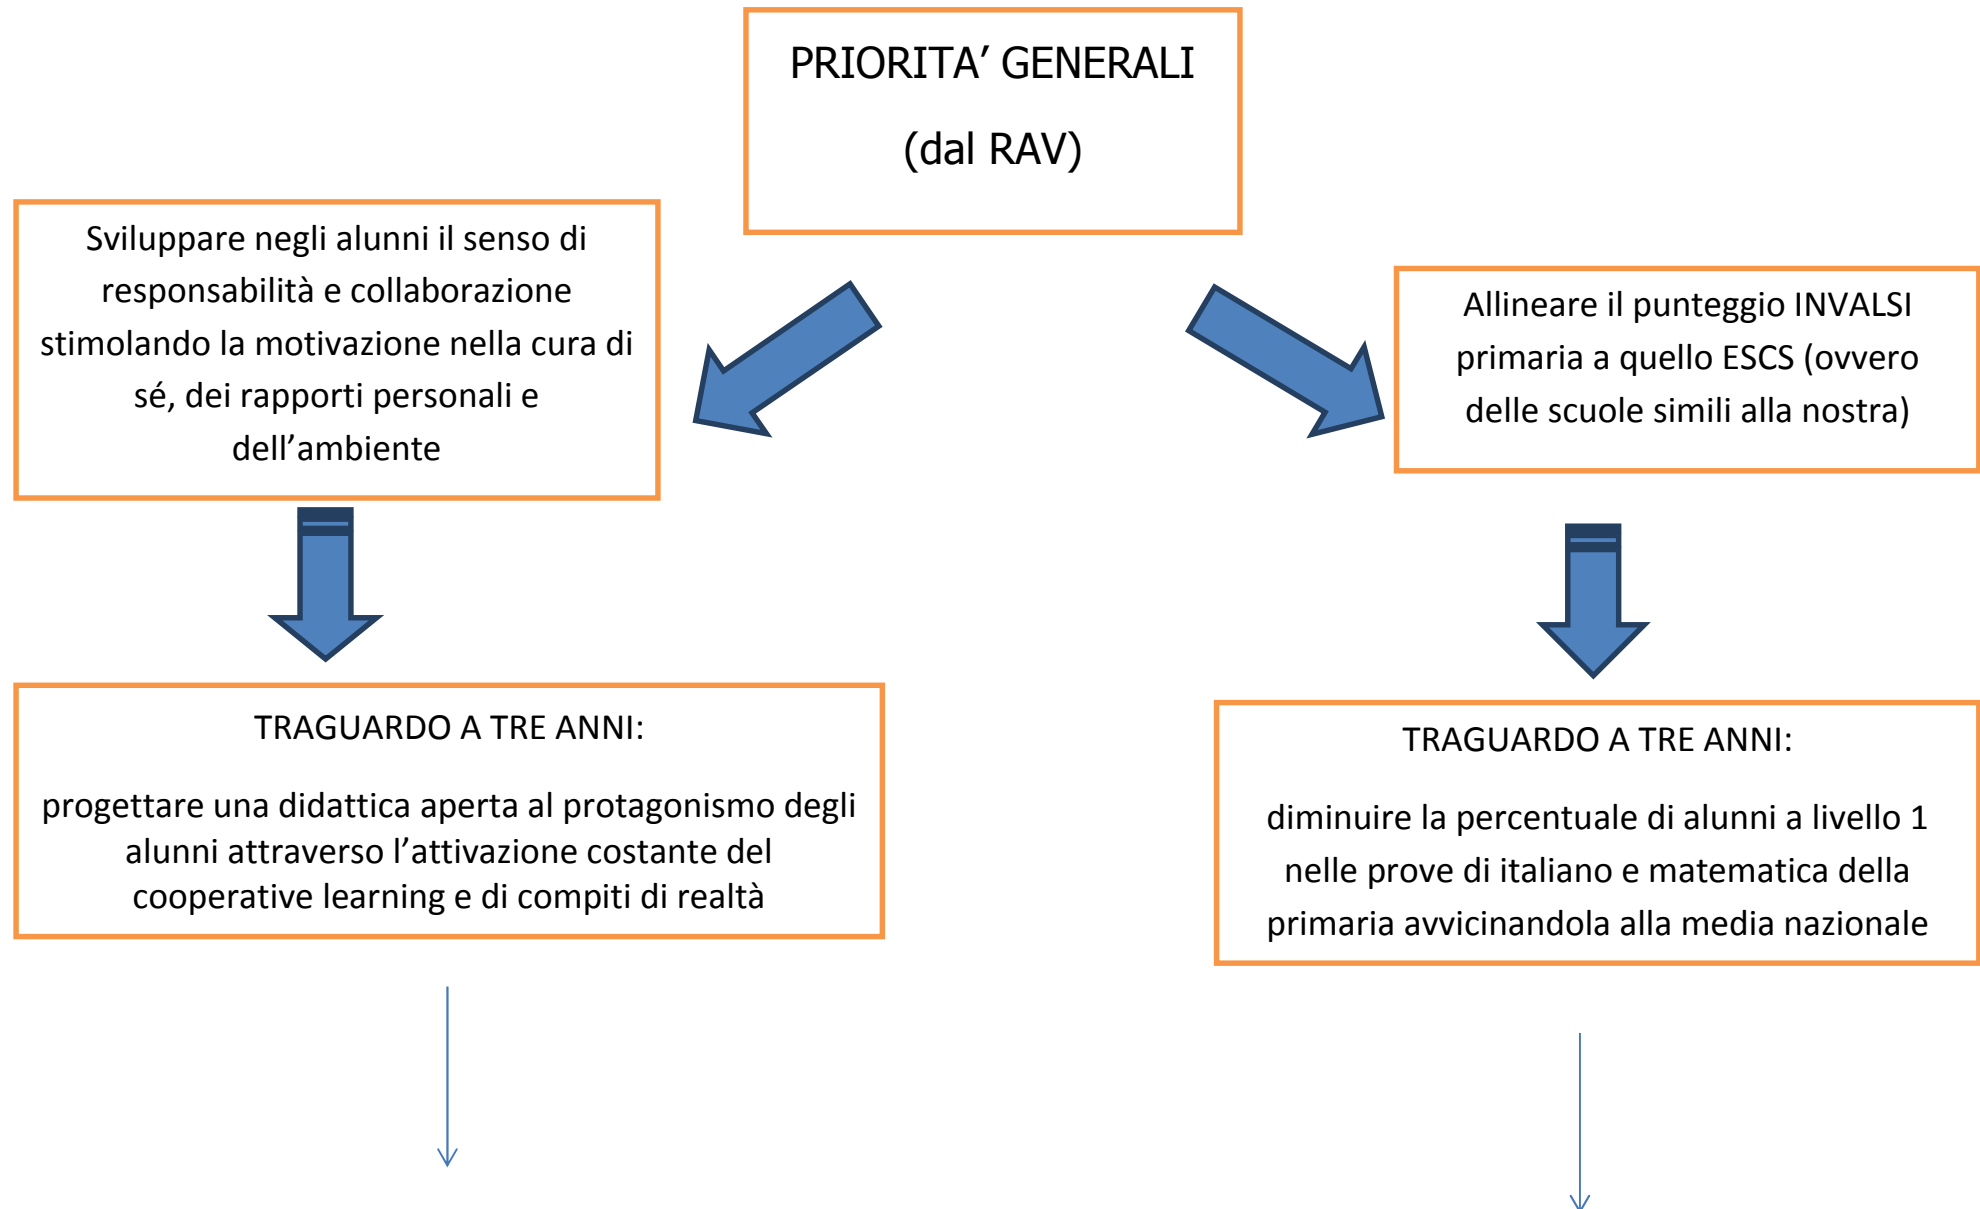 PRIORITA’ GENERALI
(dal RAV)
Sviluppare negli alunni il senso di
responsabilità e collaborazione
stimolando la motivazione nella cura di
sé, dei rapporti personali e
dell’ambiente
Allineare il punteggio INVALSI
primaria a quello ESCS (ovvero
delle scuole simili alla nostra)
TRAGUARDO A TRE ANNI:
progettare una didattica aperta al protagonismo degli
alunni attraverso l’attivazione costante del
cooperative learning e di compiti di realtà
TRAGUARDO A TRE ANNI:
diminuire la percentuale di alunni a livello 1
nelle prove di italiano e matematica della
primaria avvicinandola alla media nazionale